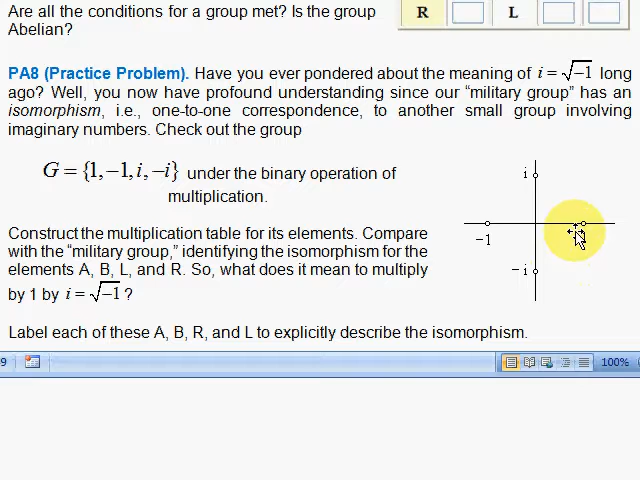 Are all the conditions for a group met? Is the group
Abelian?
R L
PA8 (Practice Problem). Have you ever pondered about the meaning of i = √−1 long
ago? Well, you now have profound understanding since our “military group” has an
isomorphism, i.e., one-to-one correspondence, to another small group involving
imaginary numbers. Check out the group
G = {1, −1, i, −i} under the binary operation of
multiplication.
i
−1
− i
Construct the multiplication table for its elements. Compare
with the “military group,” identifying the isomorphism for the
elements A, B, L, and R. So, what does it mean to multiply
by 1 by i = √−1 ?
Label each of these A, B, R, and L to explicitly describe the isomorphism.
9
100%